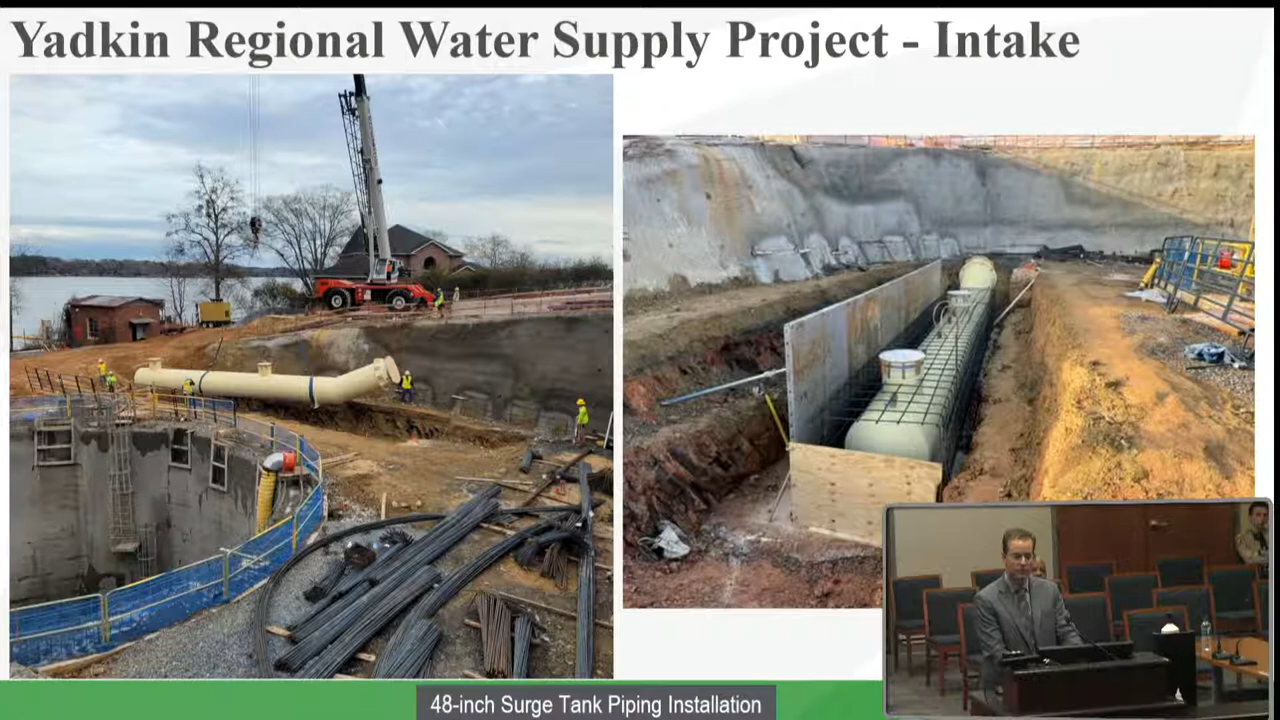 Yadkin Regional Water Supply Project - Intake
48-inch Surge Tank Piping Installation